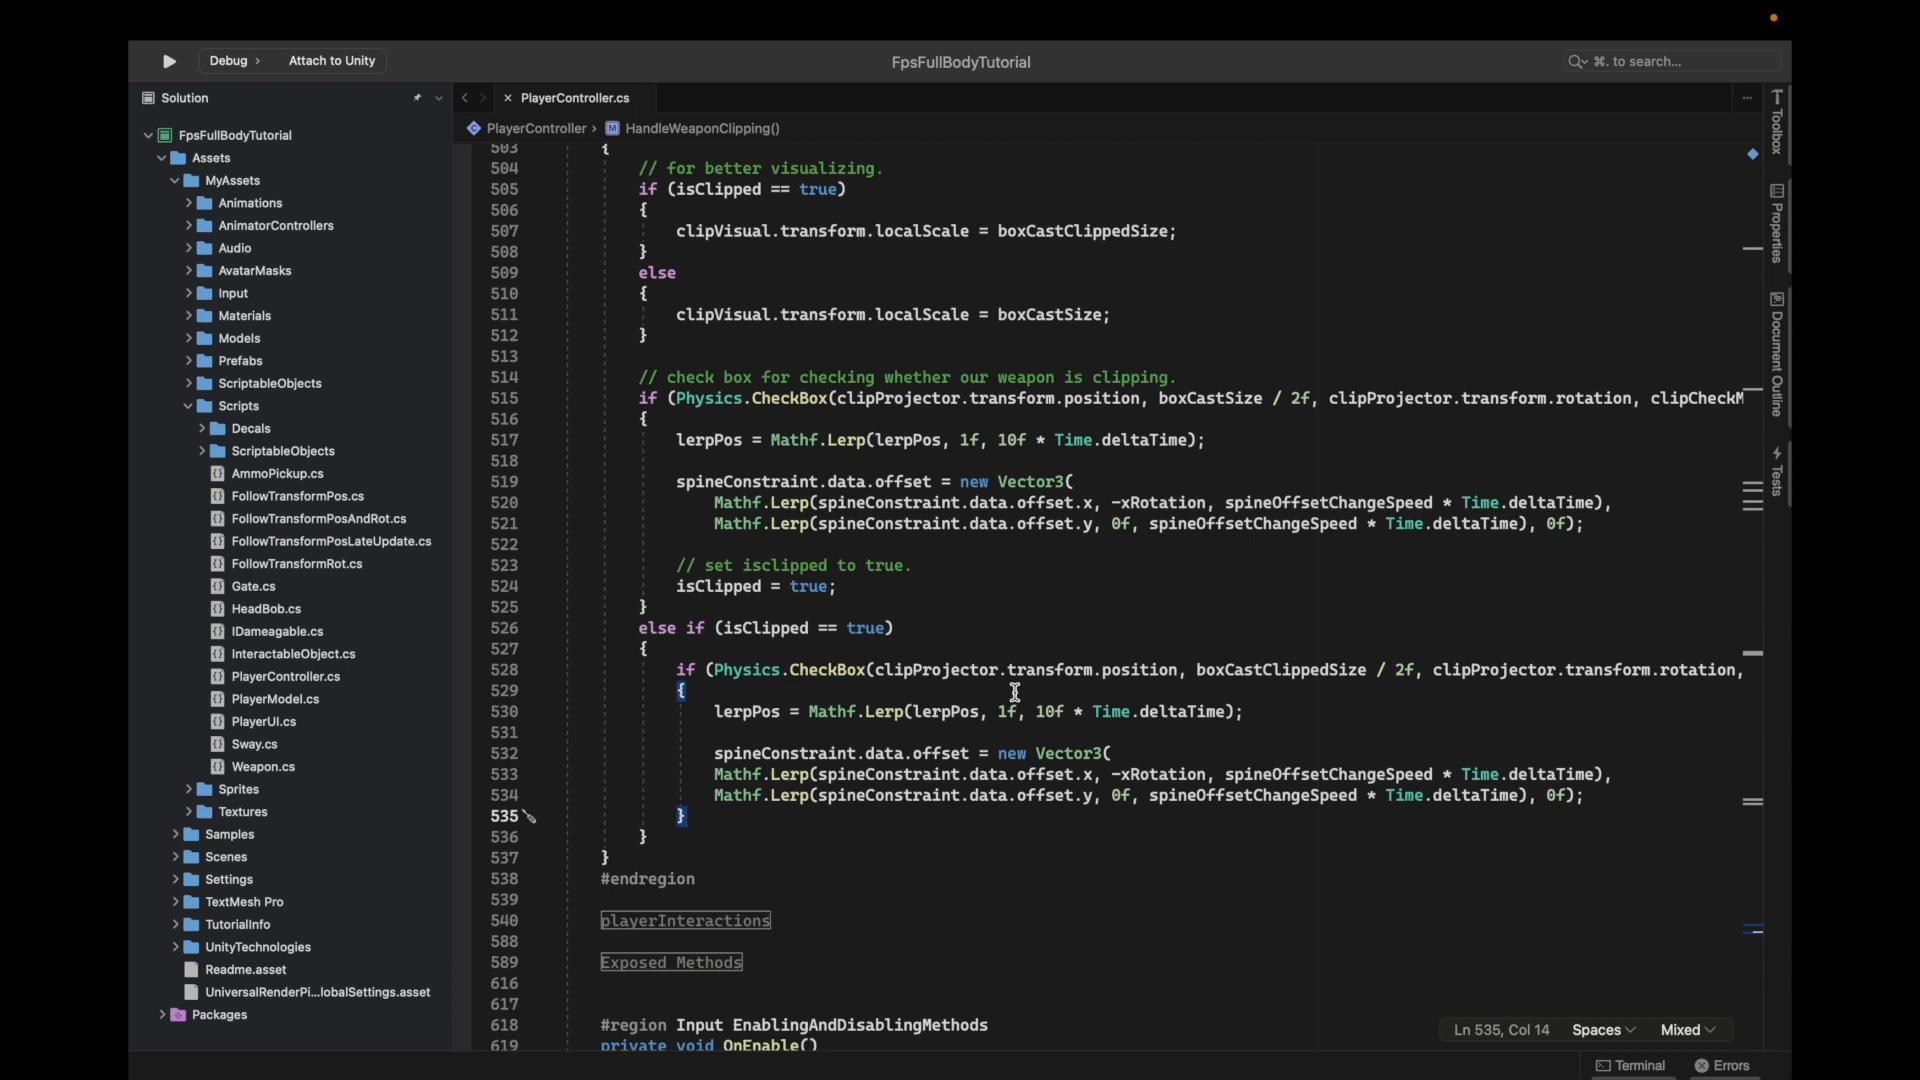 Debug
Attach to Unity
FpsFullBodyTutorial
⌘. to search...
Solution
PlayerController.cs
PlayerController › HandleWeaponClipping()
FpsFullBodyTutorial
Assets
MyAssets
Animations
AnimatorControllers
Audio
AvatarMasks
Input
Materials
Models
Prefabs
ScriptableObjects
Scripts
Decals
ScriptableObjects
AmmoPickup.cs
FollowTransformPos.cs
FollowTransformPosAndRot.cs
FollowTransformPosLateUpdate.cs
FollowTransformRot.cs
Gate.cs
HeadBob.cs
IDameagable.cs
InteractableObject.cs
PlayerController.cs
PlayerModel.cs
PlayerUI.cs
Sway.cs
Weapon.cs
Sprites
Textures
Samples
Scenes
Settings
TextMesh Pro
TutorialInfo
UnityTechnologies
Readme.asset
UniversalRenderPi...lobalSettings.asset
Packages
503 {
504 // for better visualizing.
505 if (isClipped == true)
506 {
507 clipVisual.transform.localScale = boxCastClippedSize;
508 }
509 else
510 {
511 clipVisual.transform.localScale = boxCastSize;
512 }
513
514 // check box for checking whether our weapon is clipping.
515 if (Physics.CheckBox(clipProjector.transform.position, boxCastSize / 2f, clipProjector.transform.rotation, clipCheckM
516 {
517 lerpPos = Mathf.Lerp(lerpPos, 1f, 10f * Time.deltaTime);
518
519 spineConstraint.data.offset = new Vector3(
520 Mathf.Lerp(spineConstraint.data.offset.x, -xRotation, spineOffsetChangeSpeed * Time.deltaTime),
521 Mathf.Lerp(spineConstraint.data.offset.y, 0f, spineOffsetChangeSpeed * Time.deltaTime), 0f);
522
523 // set isclipped to true.
524 isClipped = true;
525 }
526 else if (isClipped == true)
527 {
528 if (Physics.CheckBox(clipProjector.transform.position, boxCastClippedSize / 2f, clipProjector.transform.rotation,
529 {
530 lerpPos = Mathf.Lerp(lerpPos, 1f, 10f * Time.deltaTime);
531
532 spineConstraint.data.offset = new Vector3(
533 Mathf.Lerp(spineConstraint.data.offset.x, -xRotation, spineOffsetChangeSpeed * Time.deltaTime),
534 Mathf.Lerp(spineConstraint.data.offset.y, 0f, spineOffsetChangeSpeed * Time.deltaTime), 0f);
535 }
536 }
537 }
538 #endregion
539
540 playerInteractions
588
589 Exposed Methods
616
617
618 #region Input EnablingAndDisablingMethods
619 private void OnEnable()
Toolbox
Properties
Document Outline
Tests
Ln 535, Col 14
Spaces
Mixed
Terminal
Errors